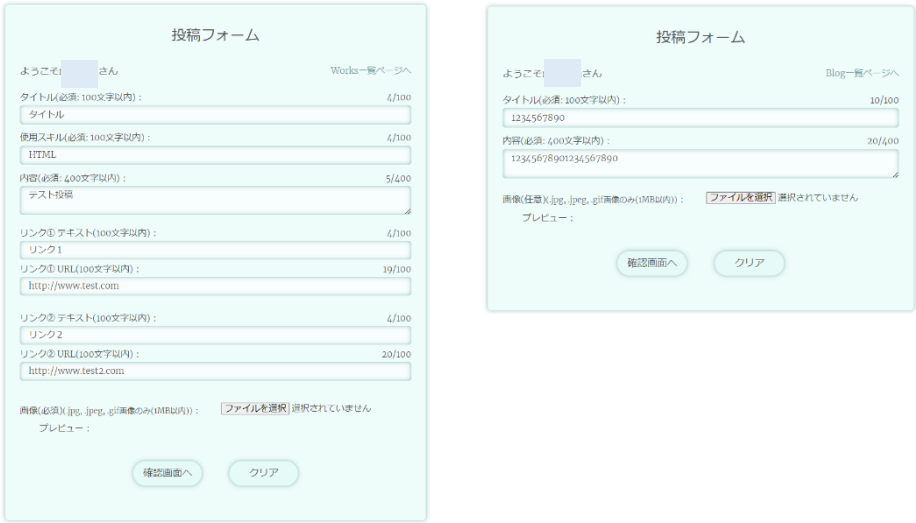 投稿フォーム
ようこそ さん Works一覧ページへ
タイトル(必須: 100文字以内)： 4/100
タイトル
使用スキル(必須: 100文字以内)： 4/100
HTML
内容(必須: 400文字以内)： 5/400
テスト投稿
リンク① テキスト(100文字以内)： 4/100
リンク1
リンク① URL(100文字以内)： 19/100
http://www.test.com
リンク② テキスト(100文字以内)： 4/100
リンク2
リンク② URL(100文字以内)： 20/100
http://www.test2.com
画像(必須)(.jpg, .jpeg, .gif画像のみ(1MB以内))： ファイルを選択 選択されていません
プレビュー：
確認画面へ クリア
投稿フォーム
ようこそ さん Blog一覧ページへ
タイトル(必須: 100文字以内)： 10/100
1234567890
内容(必須: 400文字以内)： 20/400
12345678901234567890
画像(任意)(.jpg, .jpeg, .gif画像のみ(1MB以内))： ファイルを選択 選択されていません
プレビュー：
確認画面へ クリア